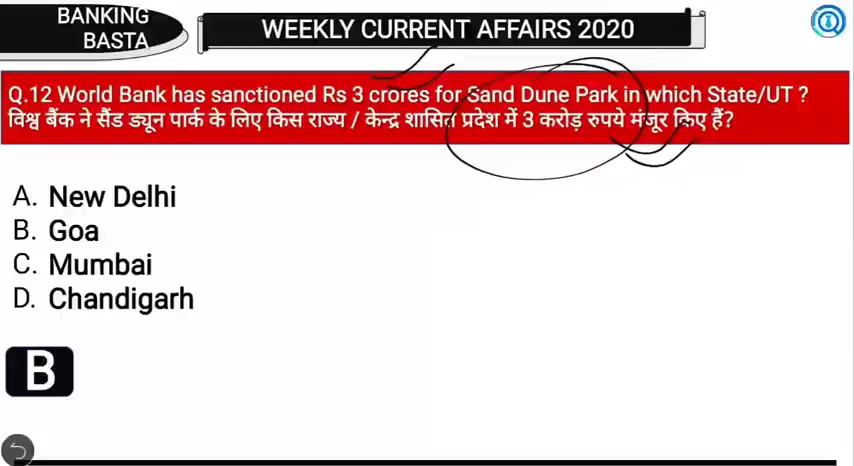 BANKING
BASTA
WEEKLY CURRENT AFFAIRS 2020
Q.12 World Bank has sanctioned Rs 3 crores for Sand Dune Park in which State/UT ?
विश्व बैंक ने सैंड ड्यून पार्क के लिए किस राज्य / केन्द्र शासित प्रदेश में 3 करोड़ रुपये मंजूर किए हैं?
A. New Delhi
B. Goa
C. Mumbai
D. Chandigarh
B